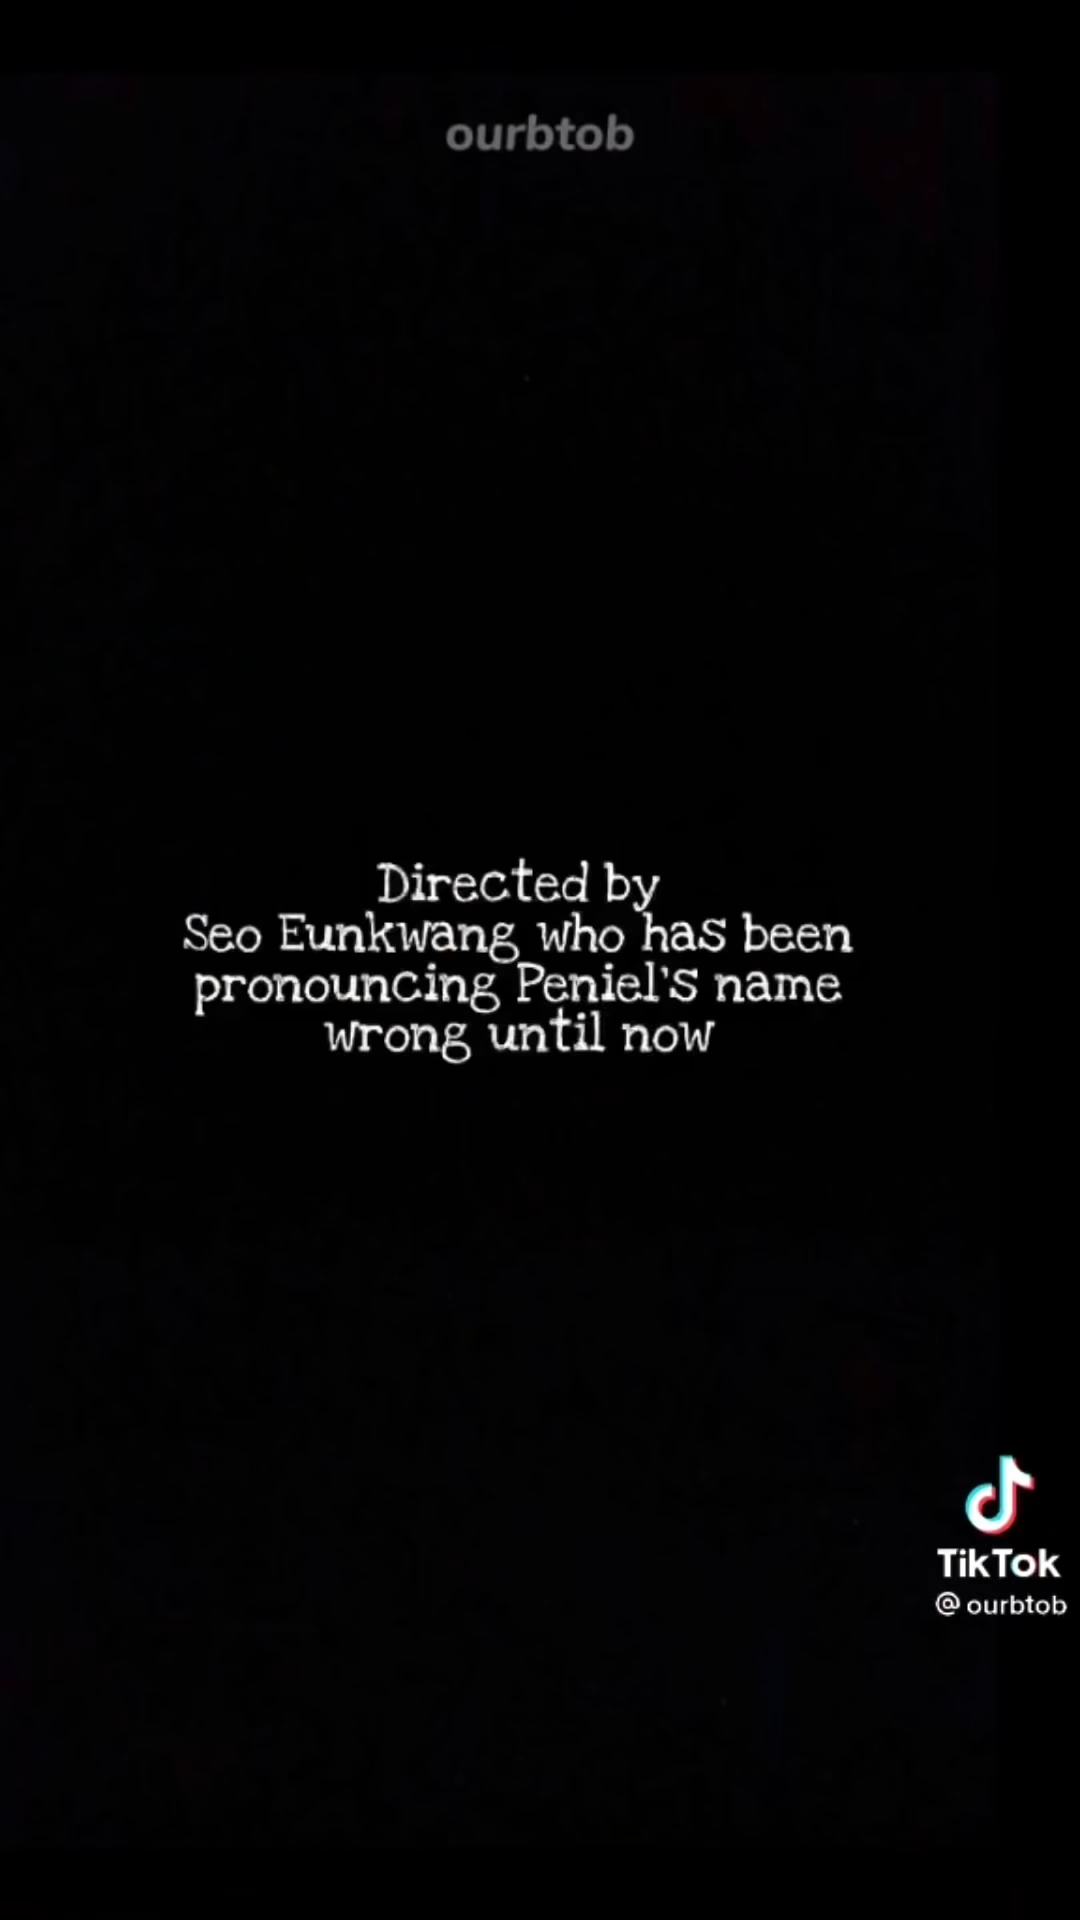 ourbtob
Directed by
Seo Eunkwang who has been
pronouncing Peniel's name
wrong until now
TikTok
@ourbtob